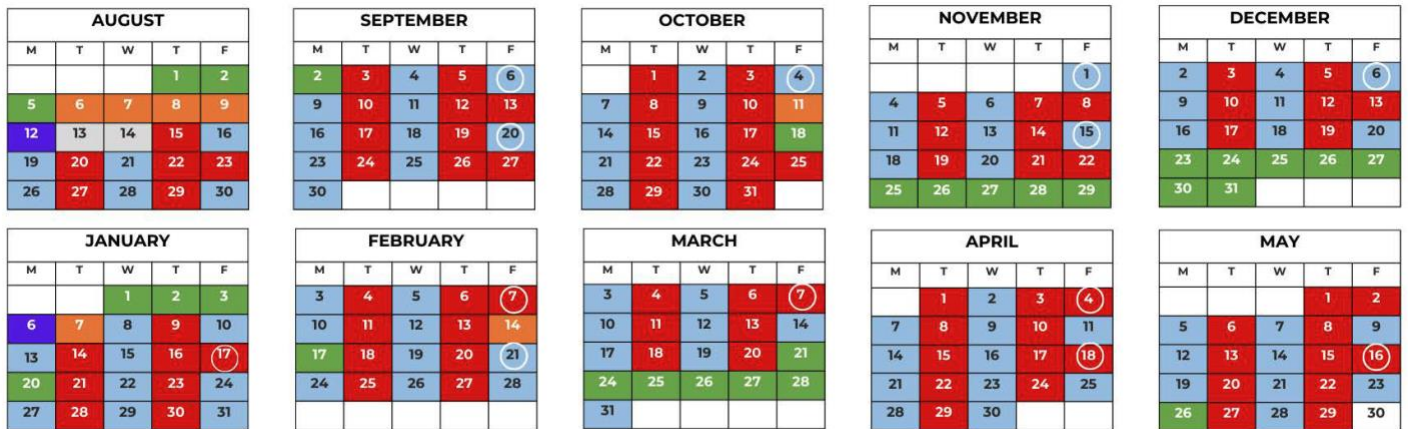 AUGUST
M T W T F
1 2
5 6 7 8 9
12 13 14 15 16
19 20 21 22 23
26 27 28 29 30
SEPTEMBER
M T W T F
2 3 4 5 6
9 10 11 12 13
16 17 18 19 20
23 24 25 26 27
30
OCTOBER
M T W T F
1 2 3 4
7 8 9 10 11
14 15 16 17 18
21 22 23 24 25
28 29 30 31
NOVEMBER
M T W T F
1
4 5 6 7 8
11 12 13 14 15
18 19 20 21 22
25 26 27 28 29
DECEMBER
M T W T F
2 3 4 5 6
9 10 11 12 13
16 17 18 19 20
23 24 25 26 27
30 31
JANUARY
M T W T F
1 2 3
6 7 8 9 10
13 14 15 16 17
20 21 22 23 24
27 28 29 30 31
FEBRUARY
M T W T F
3 4 5 6 7
10 11 12 13 14
17 18 19 20 21
24 25 26 27 28
MARCH
M T W T F
3 4 5 6 7
10 11 12 13 14
17 18 19 20 21
24 25 26 27 28
31
APRIL
M T W T F
1 2 3 4
7 8 9 10 11
14 15 16 17 18
21 22 23 24 25
28 29 30
MAY
M T W T F
1 2
5 6 7 8 9
12 13 14 15 16
19 20 21 22 23
26 27 28 29 30